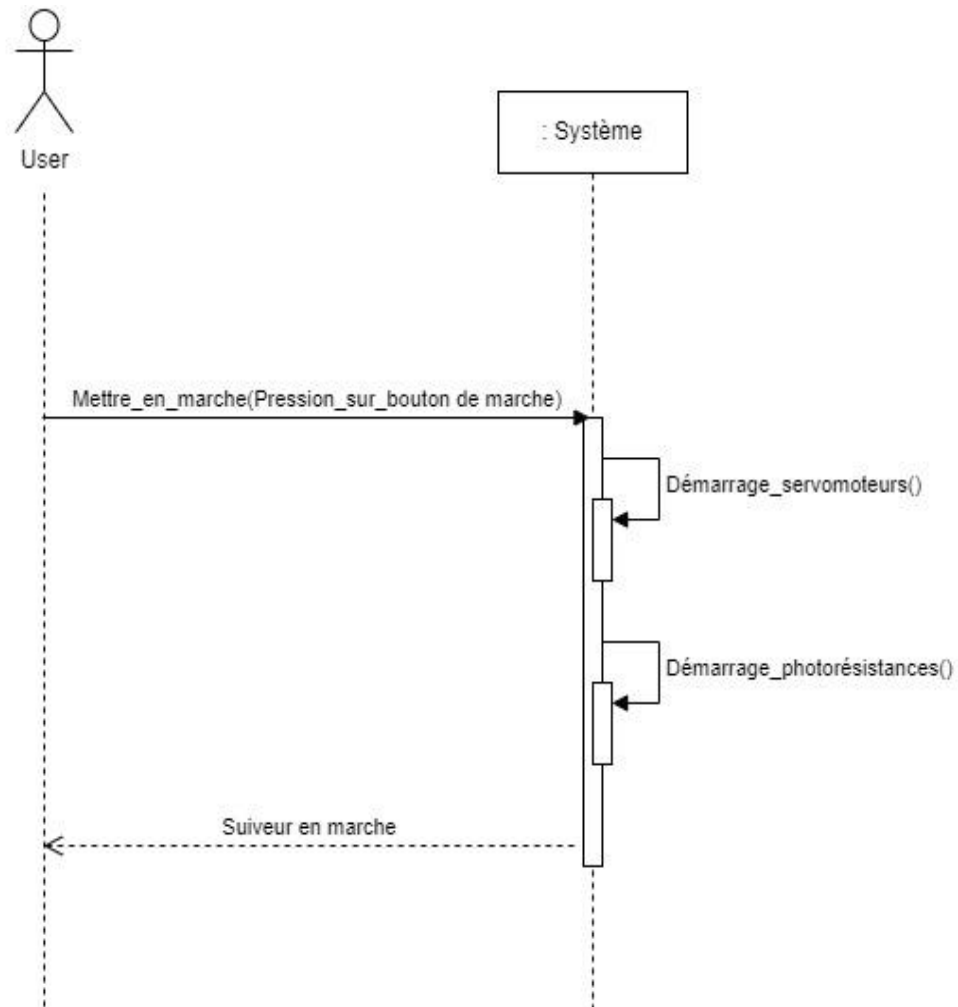 User
: Système
Mettre_en_marche(Pression_sur_bouton de marche)
Démarrage_servomoteurs()
Démarrage_photorésistances()
Suiveur en marche